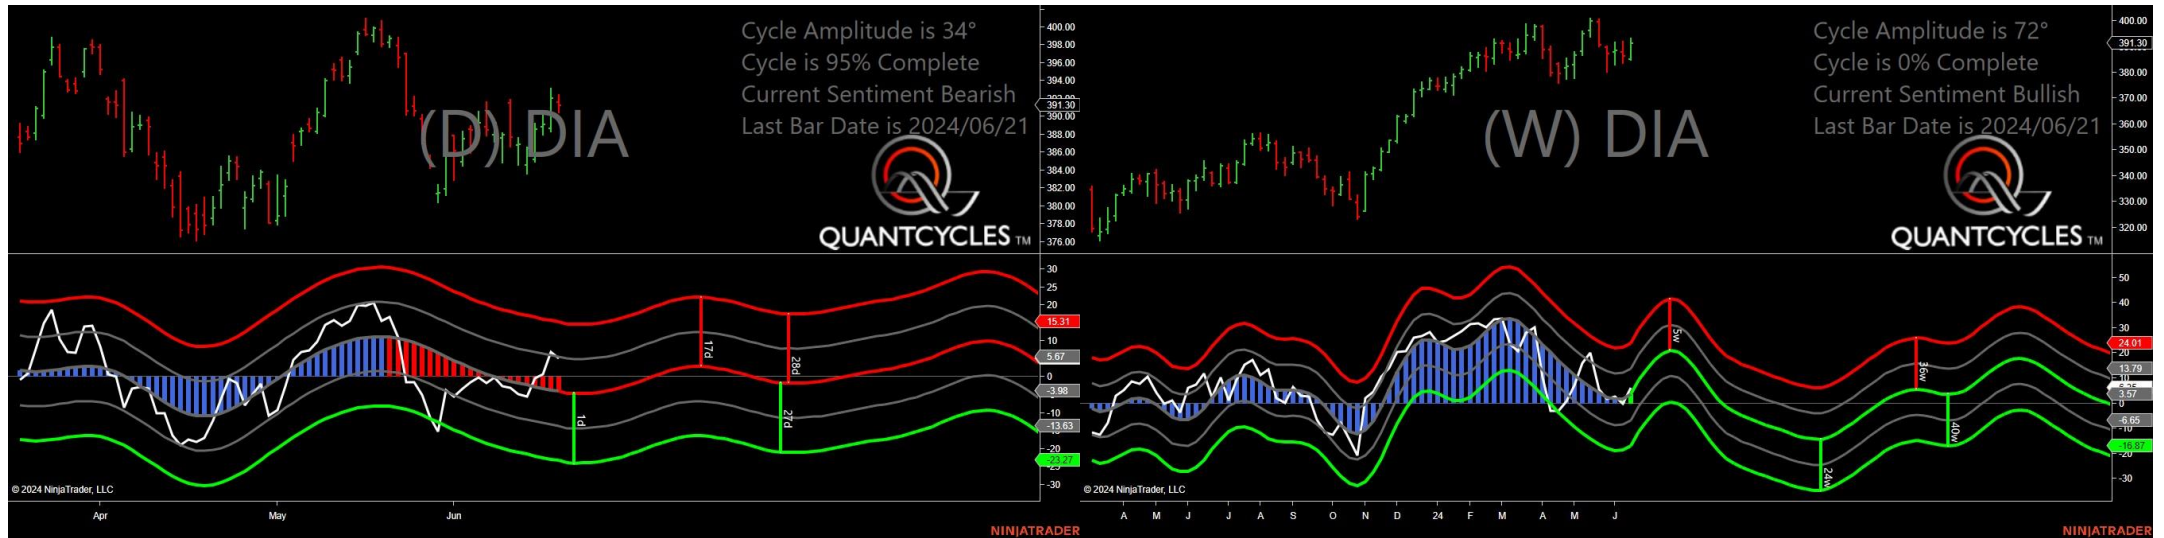 Cycle Amplitude is 34°
Cycle is 95% Complete
Current Sentiment Bearish
Last Bar Date is 2024/06/21
(D) DIA
QUANTCYCLES TM
400.00
398.00
396.00
394.00
391.30
390.00
388.00
386.00
384.00
382.00
380.00
378.00
376.00
30
25
20
15.31
10
5.67
0
-3.98
-10
-13.63
-20
-23.27
-30
17d
28d
1d
27d
© 2024 NinjaTrader, LLC
Apr May Jun
NINJATRADER
Cycle Amplitude is 72°
Cycle is 0% Complete
Current Sentiment Bullish
Last Bar Date is 2024/06/21
(W) DIA
QUANTCYCLES TM
400.00
391.30
380.00
370.00
360.00
350.00
340.00
330.00
320.00
50
40
30
24.01
20
13.79
10
3.57
0
-6.65
-10
-16.87
-20
-30
5w
36w
24w
40w
© 2024 NinjaTrader, LLC
A M J J A S O N D 24 F M A M J
NINJATRADER